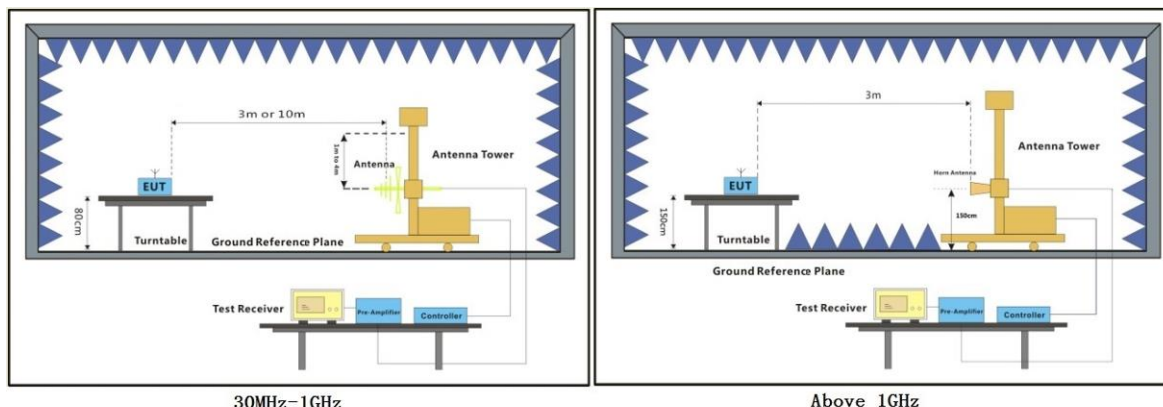 3m or 10m
1m to 4m
Antenna
Antenna Tower
EUT
80cm
Turntable
Ground Reference Plane
Test Receiver
Pre-Amplifier
Controller
30MHz-1GHz
3m
Antenna Tower
Horn Antenna
EUT
150cm
150cm
Turntable
Ground Reference Plane
Test Receiver
Pre-Amplifier
Controller
Above 1GHz